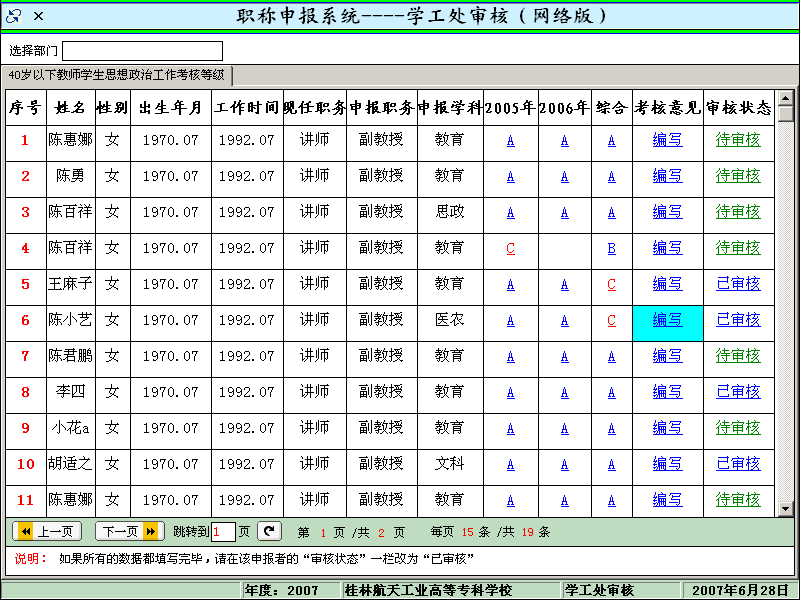 职称申报系统----学工处审核（网络版）
选择部门
40岁以下教师学生思想政治工作考核等级
序号 姓名 性别 出生年月 工作时间 现任职务 申报职务 申报学科 2005年 2006年 综合 考核意见 审核状态
1 陈惠娜 女 1970.07 1992.07 讲师 副教授 教育 A A A 编写 待审核
2 陈勇 女 1970.07 1992.07 讲师 副教授 教育 A A A 编写 待审核
3 陈百祥 女 1970.07 1992.07 讲师 副教授 思政 A A A 编写 待审核
4 陈百祥 女 1970.07 1992.07 讲师 副教授 教育 C B 编写 待审核
5 王麻子 女 1970.07 1992.07 讲师 副教授 教育 A A C 编写 已审核
6 陈小艺 女 1970.07 1992.07 讲师 副教授 医农 A A C 编写 已审核
7 陈君鹏 女 1970.07 1992.07 讲师 副教授 教育 A A A 编写 待审核
8 李四 女 1970.07 1992.07 讲师 副教授 教育 A A A 编写 已审核
9 小花a 女 1970.07 1992.07 讲师 副教授 教育 A A A 编写 待审核
10 胡适之 女 1970.07 1992.07 讲师 副教授 文科 A A A 编写 已审核
11 陈惠娜 女 1970.07 1992.07 讲师 副教授 教育 A A A 编写 待审核
上一页 下一页 跳转到 1 页 第 1 页 /共 2 页 每页 15 条 /共 19 条
说明： 如果所有的数据都填写完毕，请在该申报者的“审核状态”一栏改为“已审核”
年度：2007 桂林航天工业高等专科学校 学工处审核 2007年6月28日